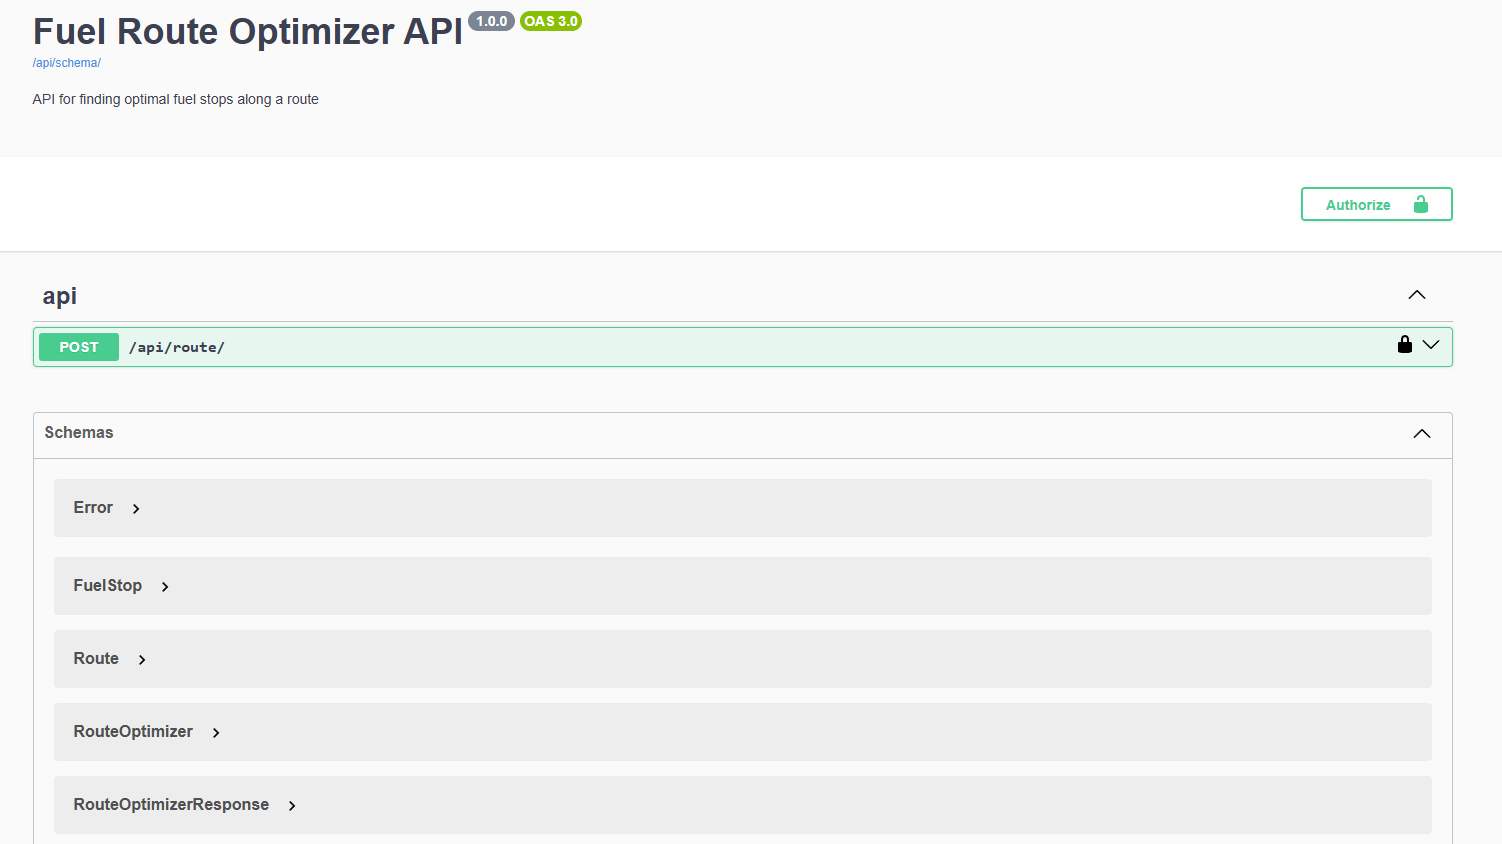 Fuel Route Optimizer API 1.0.0 OAS 3.0
/api/schema/
API for finding optimal fuel stops along a route
Authorize
api
POST /api/route/
Schemas
Error
FuelStop
Route
RouteOptimizer
RouteOptimizerResponse